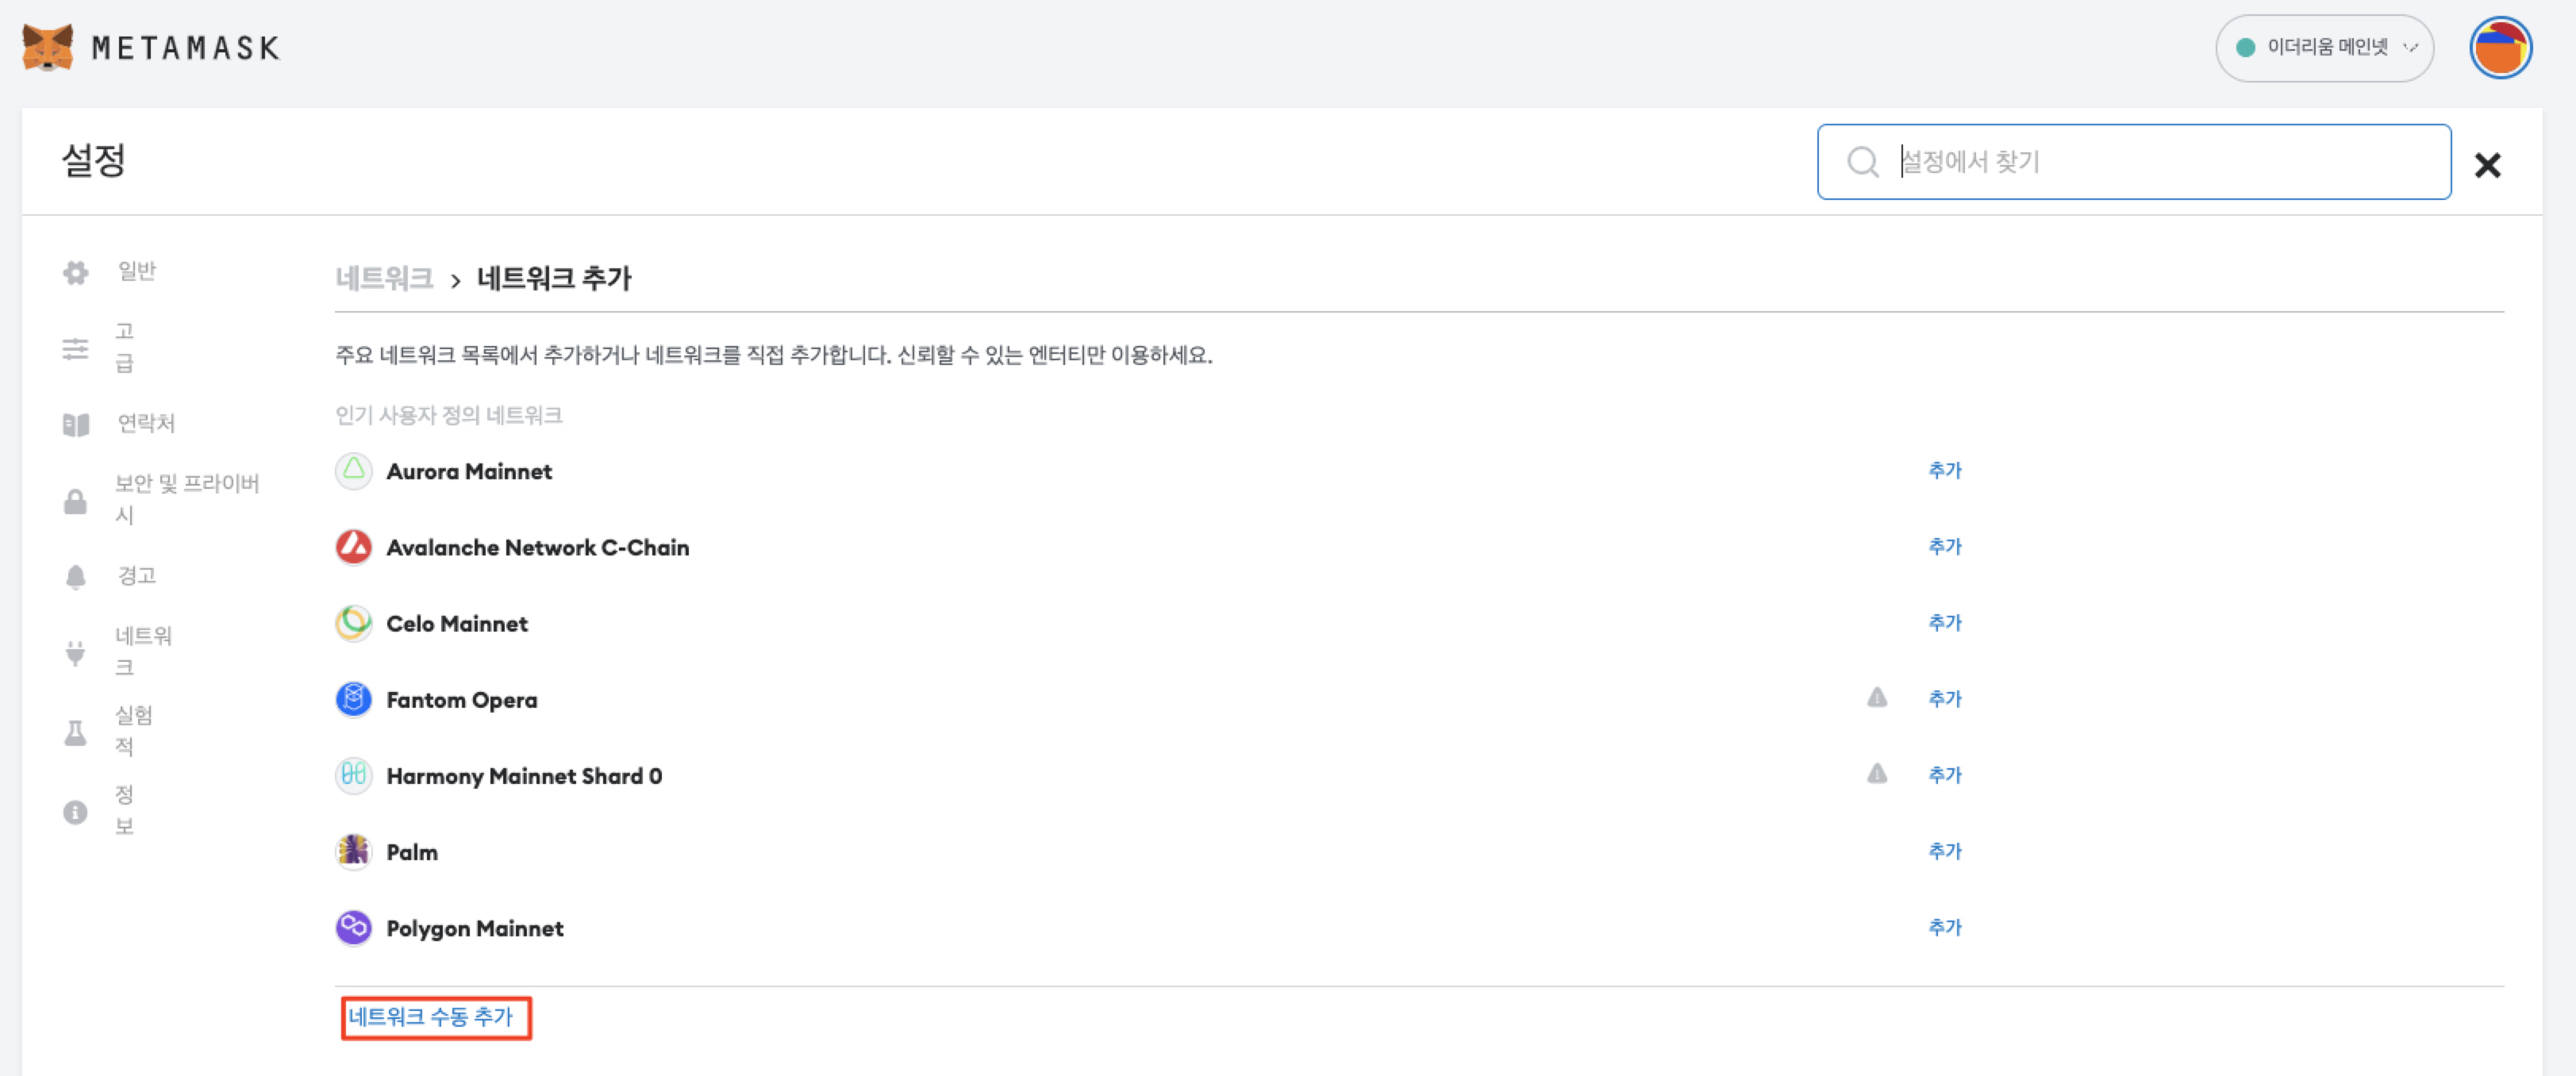 METAMASK
이더리움 메인넷
설정
설정에서 찾기
일반
고
급
연락처
보안 및 프라이버
시
경고
네트워
크
실험
적
정
보
네트워크 > 네트워크 추가
주요 네트워크 목록에서 추가하거나 네트워크를 직접 추가합니다. 신뢰할 수 있는 엔터티만 이용하세요.
인기 사용자 정의 네트워크
Aurora Mainnet 추가
Avalanche Network C-Chain 추가
Celo Mainnet 추가
Fantom Opera 추가
Harmony Mainnet Shard 0 추가
Palm 추가
Polygon Mainnet 추가
네트워크 수동 추가